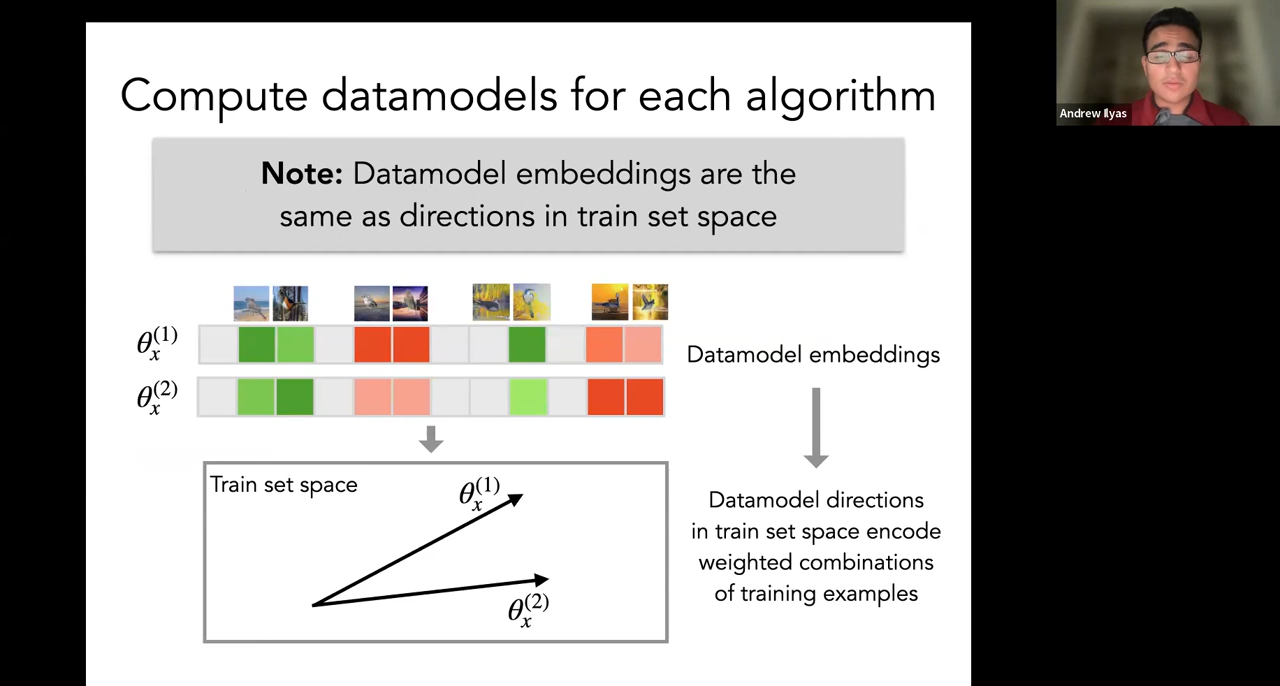 Compute datamodels for each algorithm
Note: Datamodel embeddings are the
same as directions in train set space
θₓ⁽¹⁾
θₓ⁽²⁾
Datamodel embeddings
Train set space
θₓ⁽¹⁾
θₓ⁽²⁾
Datamodel directions
in train set space encode
weighted combinations
of training examples
Andrew Ilyas